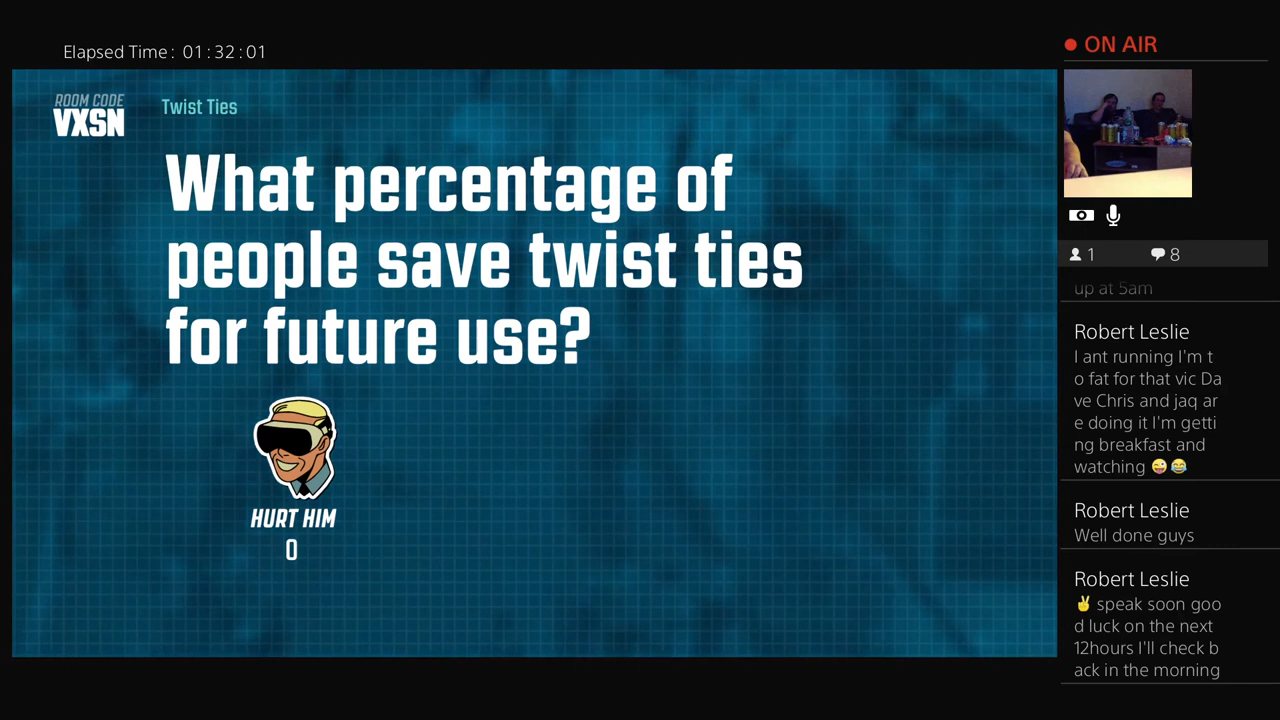 Elapsed Time: 01:32:01
ON AIR
ROOM CODE
VXSN
Twist Ties
What percentage of
people save twist ties
for future use?
HURT HIM
0
1
8
up at 5am
Robert Leslie
I ant running I'm t
o fat for that vic Da
ve Chris and jaq ar
e doing it I'm getti
ng breakfast and
watching 😜😂
Robert Leslie
Well done guys
Robert Leslie
✌ speak soon goo
d luck on the next
12hours I'll check b
ack in the morning